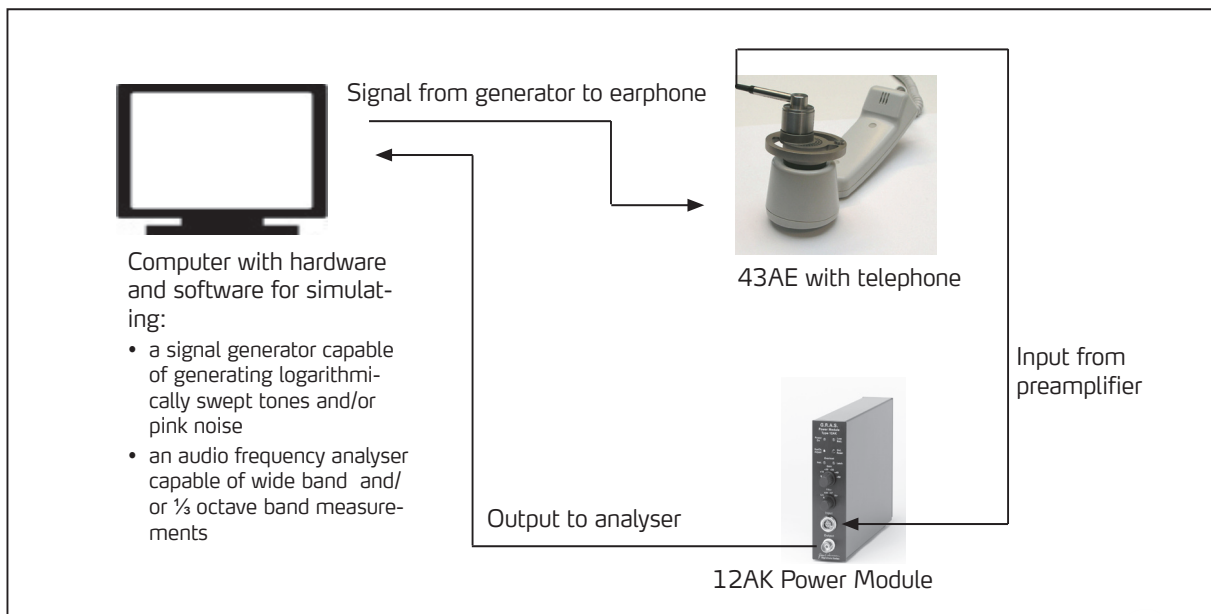 Signal from generator to earphone
Computer with hardware
and software for simulat-
ing:
• a signal generator capable
of generating logarithmi-
cally swept tones and/or
pink noise
• an audio frequency analyser
capable of wide band and/
or ⅓ octave band measure-
ments
43AE with telephone
Input from
preamplifier
G.R.A.S.
Power Module
Output to analyser
12AK Power Module